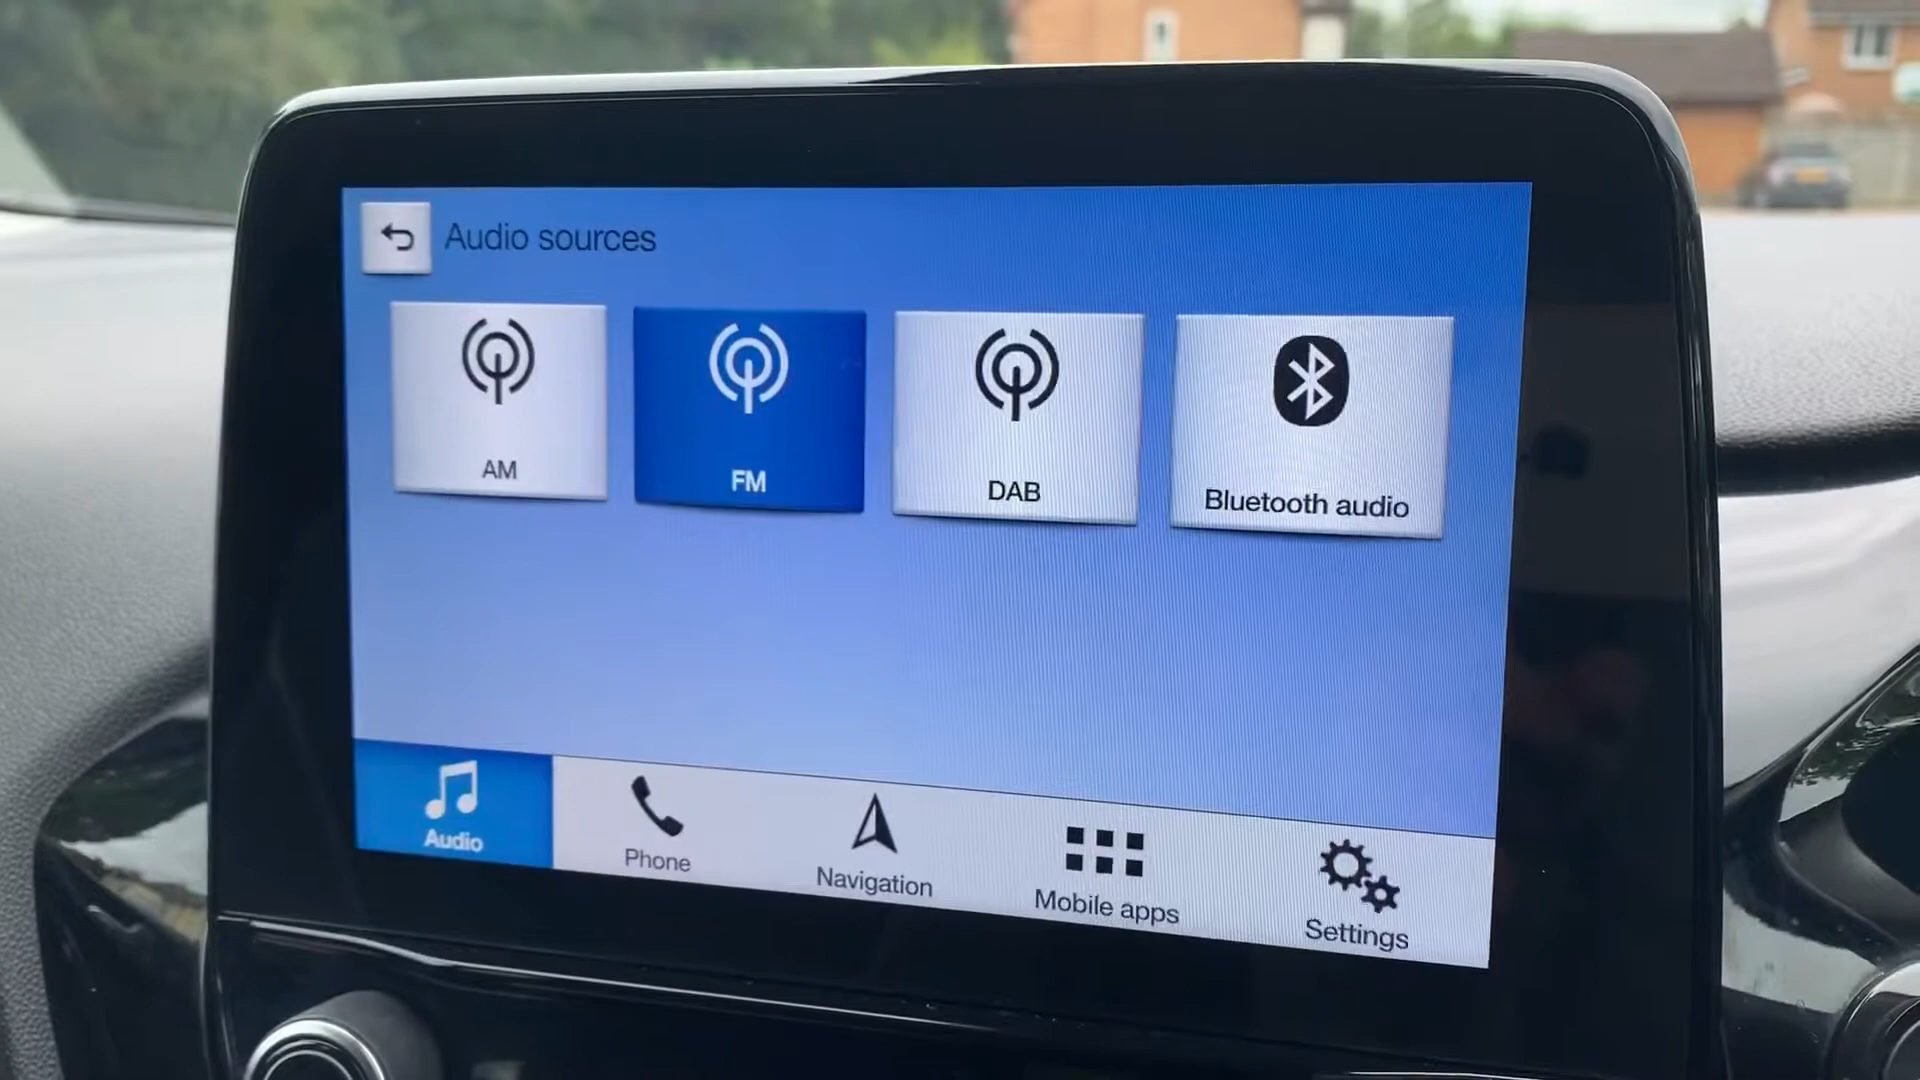 Audio sources
AM
FM
DAB
Bluetooth audio
Audio
Phone
Navigation
Mobile apps
Settings